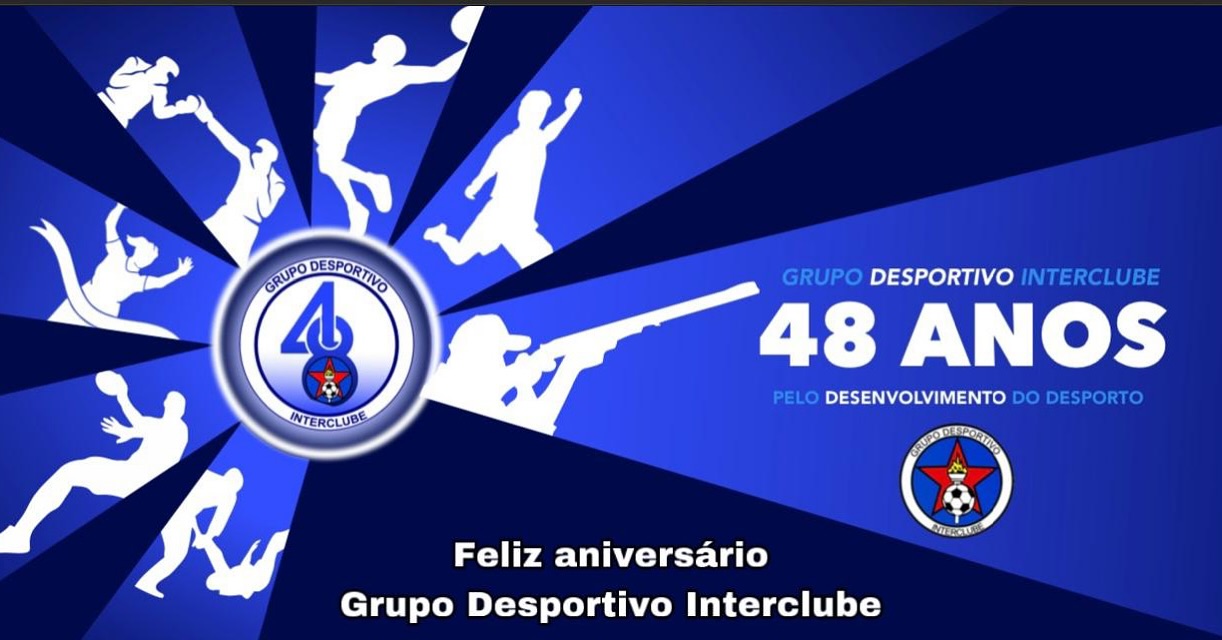 GRUPO DESPORTIVO
48
INTERCLUBE
GRUPO DESPORTIVO INTERCLUBE
48 ANOS
PELO DESENVOLVIMENTO DO DESPORTO
GRUPO DESPORTIVO
INTERCLUBE
Feliz aniversário
Grupo Desportivo Interclube